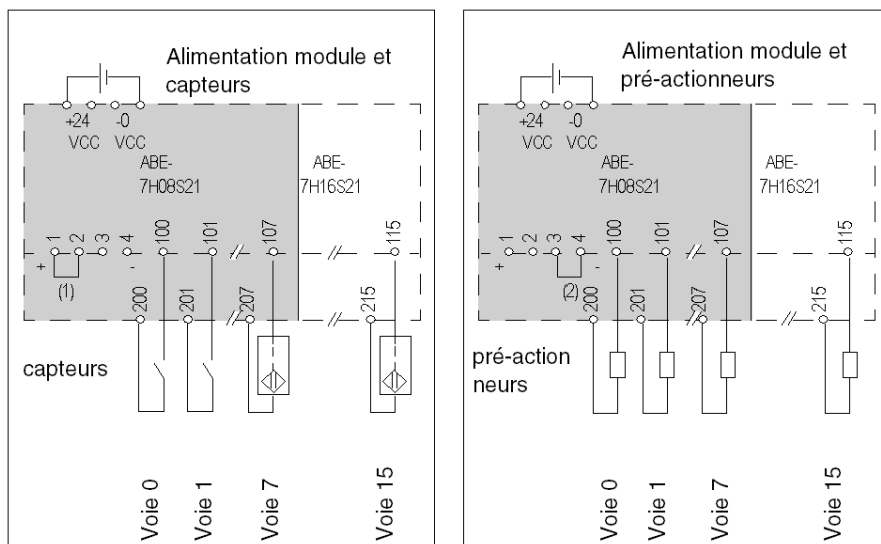 Alimentation module et
capteurs
+24
VCC
-0
VCC
ABE-
7H08S21
ABE-
7H16S21
1
2
3
4
100
101
107
115
+
-
(1)
200
201
207
215
capteurs
Voie 0
Voie 1
Voie 7
Voie 15
Alimentation module et
pré-actionneurs
+24
VCC
-0
VCC
ABE-
7H08S21
ABE-
7H16S21
1
2
3
4
100
101
107
115
+
-
(2)
200
201
207
215
pré-action
neurs
Voie 0
Voie 1
Voie 7
Voie 15